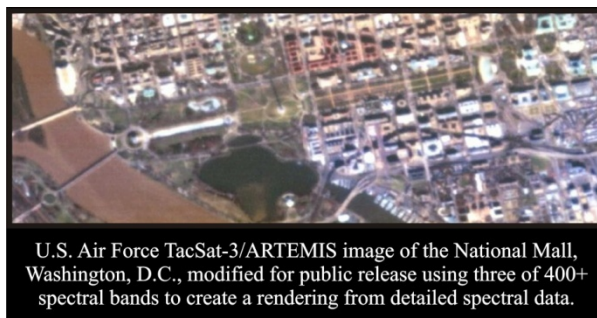 U.S. Air Force TacSat-3/ARTEMIS image of the National Mall,
Washington, D.C., modified for public release using three of 400+
spectral bands to create a rendering from detailed spectral data.